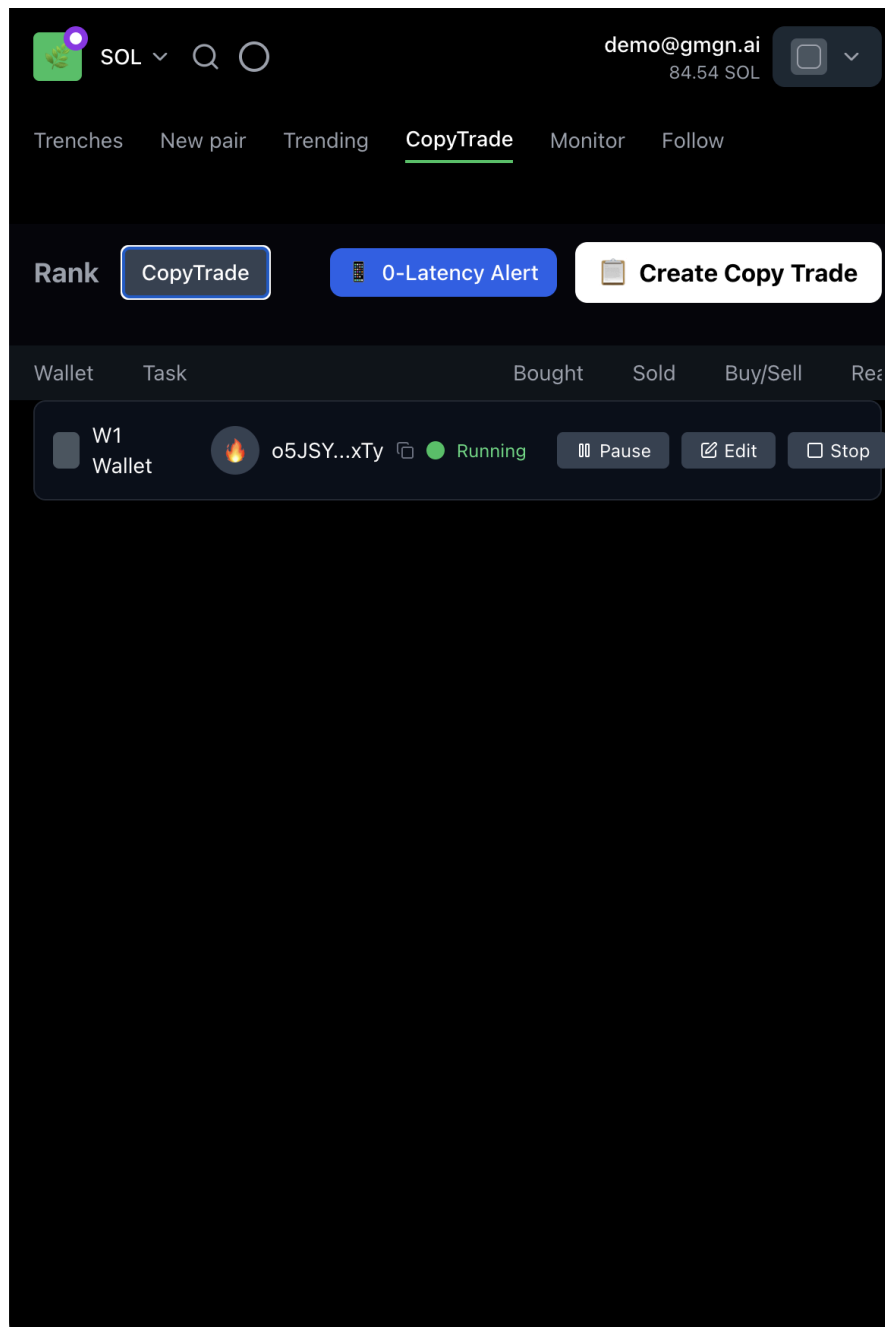 SOL
demo@gmgn.ai
84.54 SOL
Trenches New pair Trending CopyTrade Monitor Follow
Rank CopyTrade 0-Latency Alert Create Copy Trade
Wallet Task Bought Sold Buy/Sell Rea
W1
Wallet
o5JSY...xTy Running Pause Edit Stop